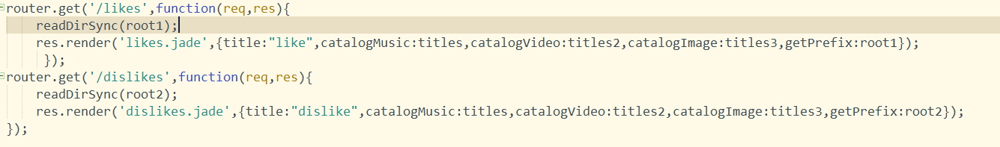 router.get('/likes',function(req,res){
    readDirSync(root1);
    res.render('likes.jade',{title:"like",catalogMusic:titles,catalogVideo:titles2,catalogImage:titles3,getPrefix:root1});
     });
router.get('/dislikes',function(req,res){
    readDirSync(root2);
    res.render('dislikes.jade',{title:"dislike",catalogMusic:titles,catalogVideo:titles2,catalogImage:titles3,getPrefix:root2});
});